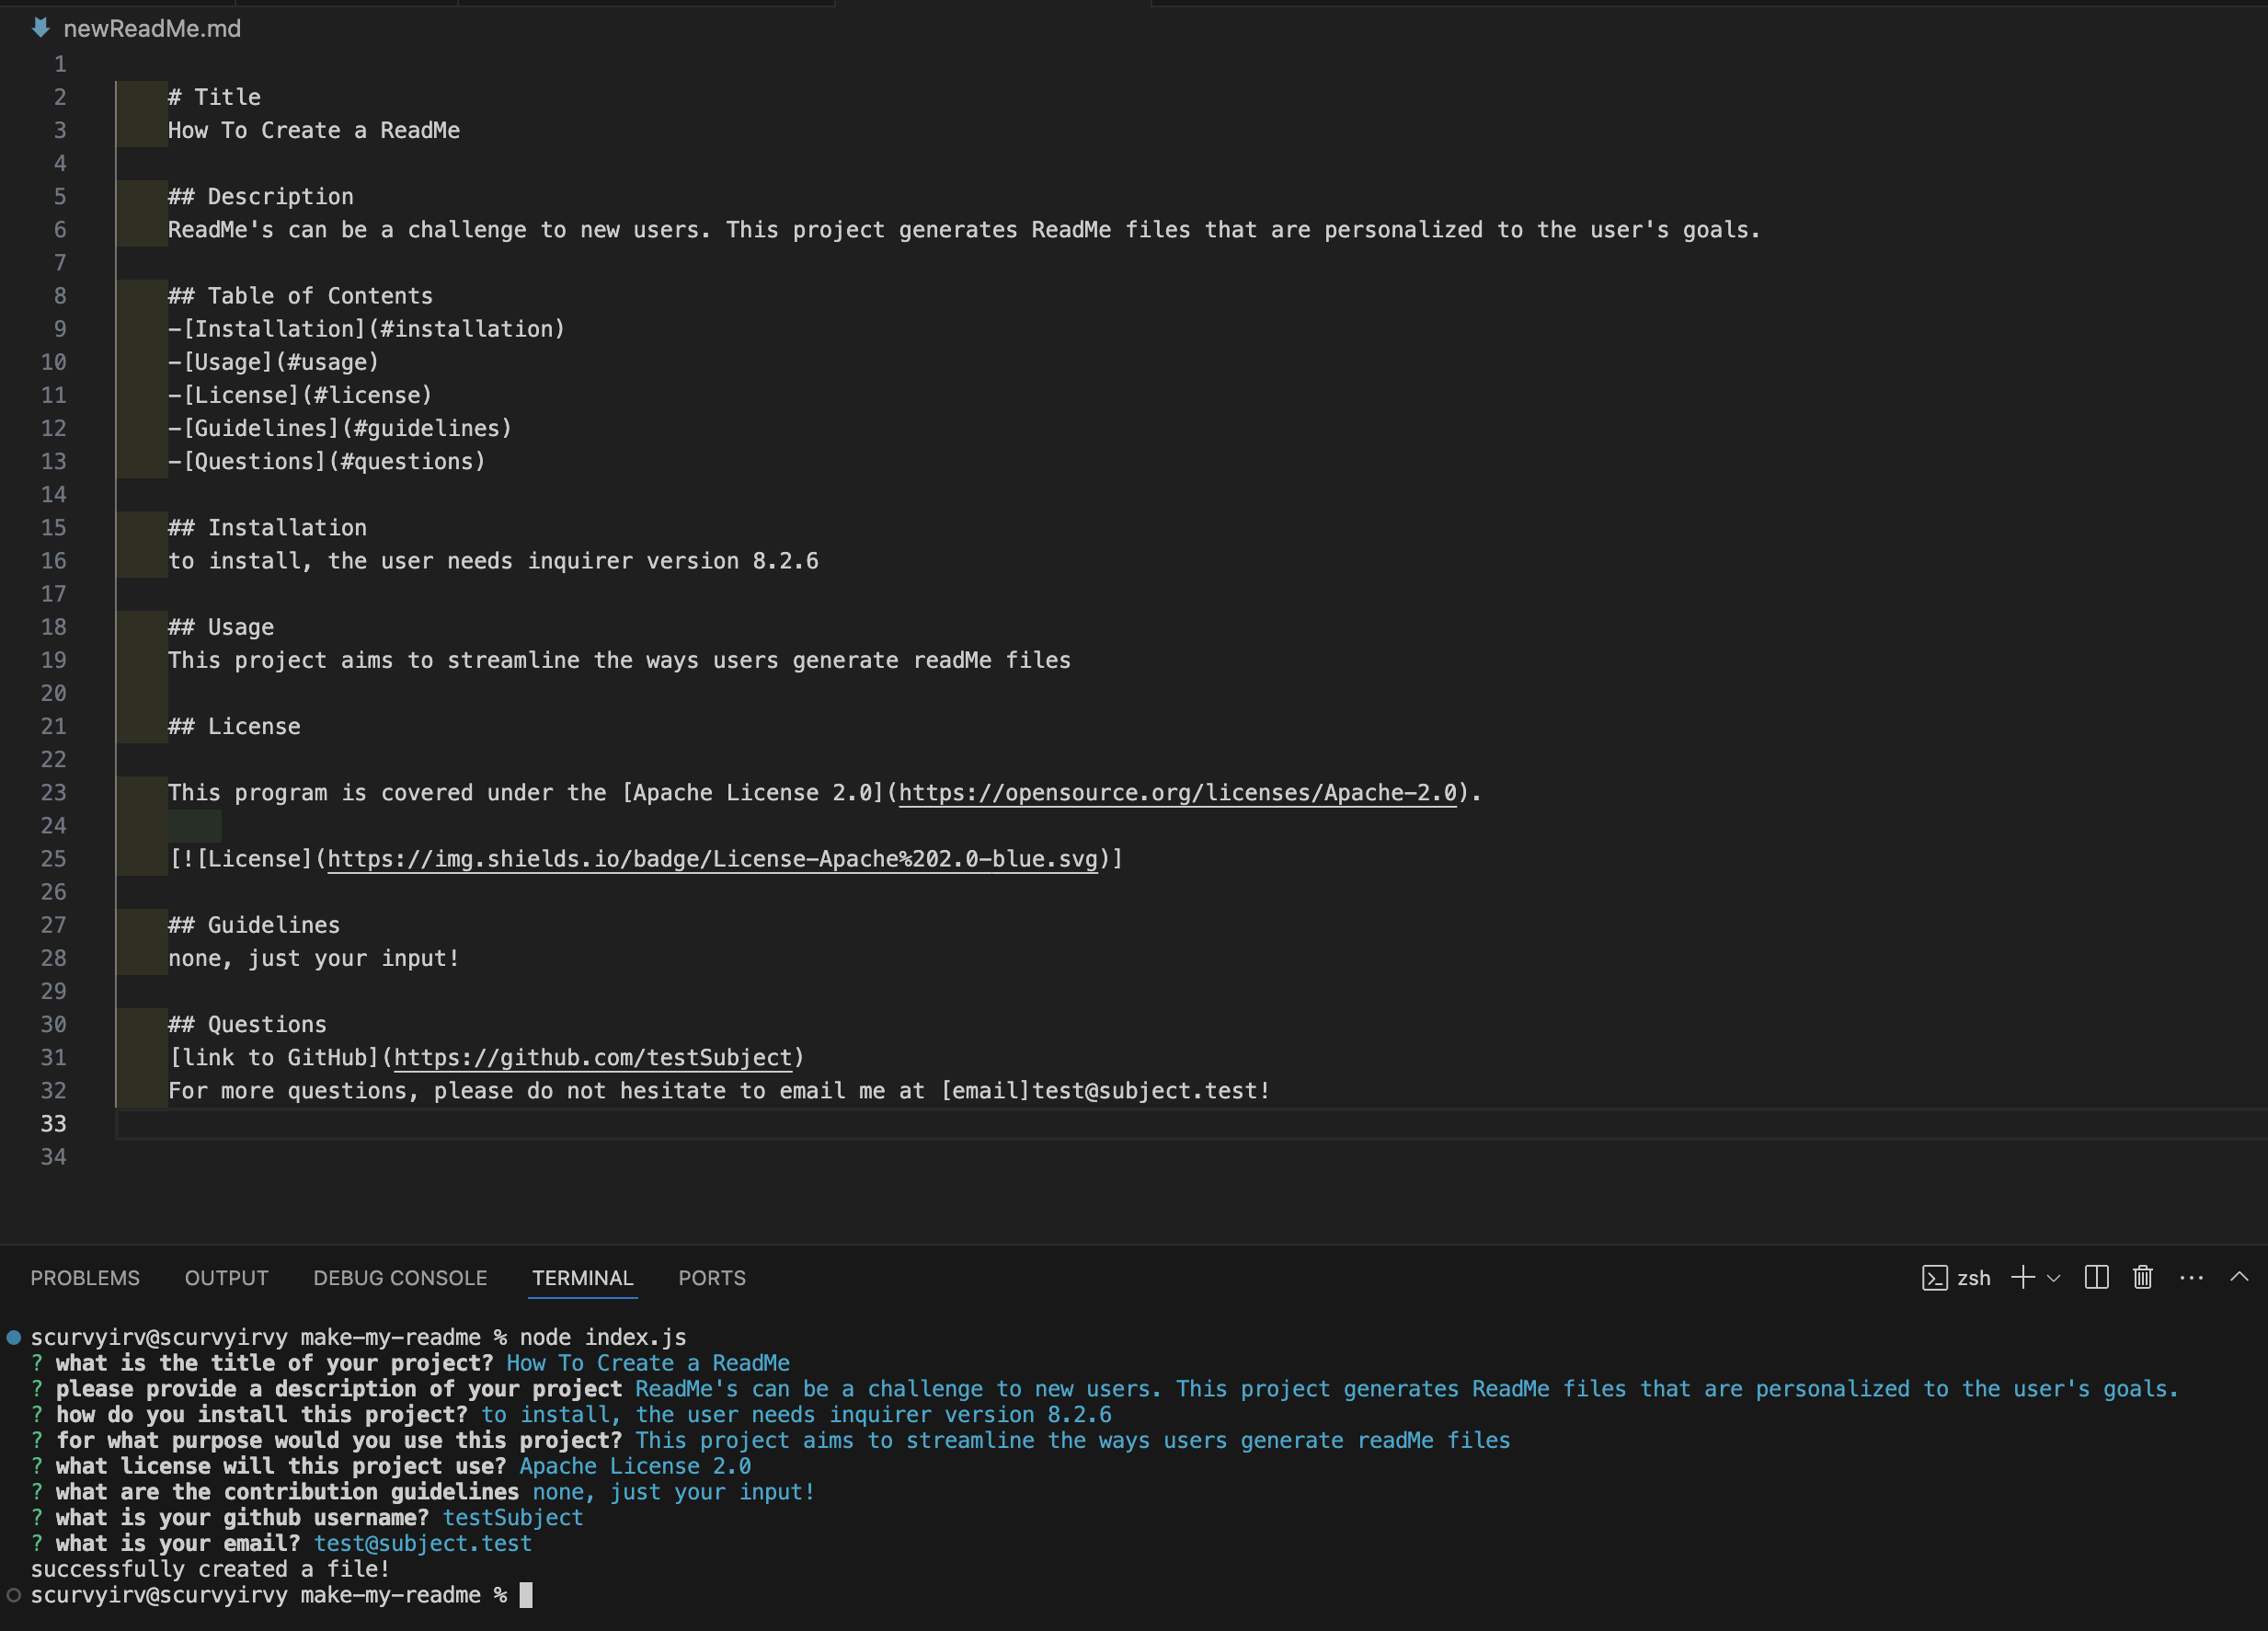 newReadMe.md
1
2 # Title
3 How To Create a ReadMe
4
5 ## Description
6 ReadMe's can be a challenge to new users. This project generates ReadMe files that are personalized to the user's goals.
7
8 ## Table of Contents
9 -[Installation](#installation)
10 -[Usage](#usage)
11 -[License](#license)
12 -[Guidelines](#guidelines)
13 -[Questions](#questions)
14
15 ## Installation
16 to install, the user needs inquirer version 8.2.6
17
18 ## Usage
19 This project aims to streamline the ways users generate readMe files
20
21 ## License
22
23 This program is covered under the [Apache License 2.0](https://opensource.org/licenses/Apache-2.0).
24
25 [![License](https://img.shields.io/badge/License-Apache%202.0-blue.svg)]
26
27 ## Guidelines
28 none, just your input!
29
30 ## Questions
31 [link to GitHub](https://github.com/testSubject)
32 For more questions, please do not hesitate to email me at [email]test@subject.test!
33
34
PROBLEMS OUTPUT DEBUG CONSOLE TERMINAL PORTS zsh
scurvyirv@scurvyirvy make-my-readme % node index.js
? what is the title of your project? How To Create a ReadMe
? please provide a description of your project ReadMe's can be a challenge to new users. This project generates ReadMe files that are personalized to the user's goals.
? how do you install this project? to install, the user needs inquirer version 8.2.6
? for what purpose would you use this project? This project aims to streamline the ways users generate readMe files
? what license will this project use? Apache License 2.0
? what are the contribution guidelines none, just your input!
? what is your github username? testSubject
? what is your email? test@subject.test
successfully created a file!
scurvyirv@scurvyirvy make-my-readme %